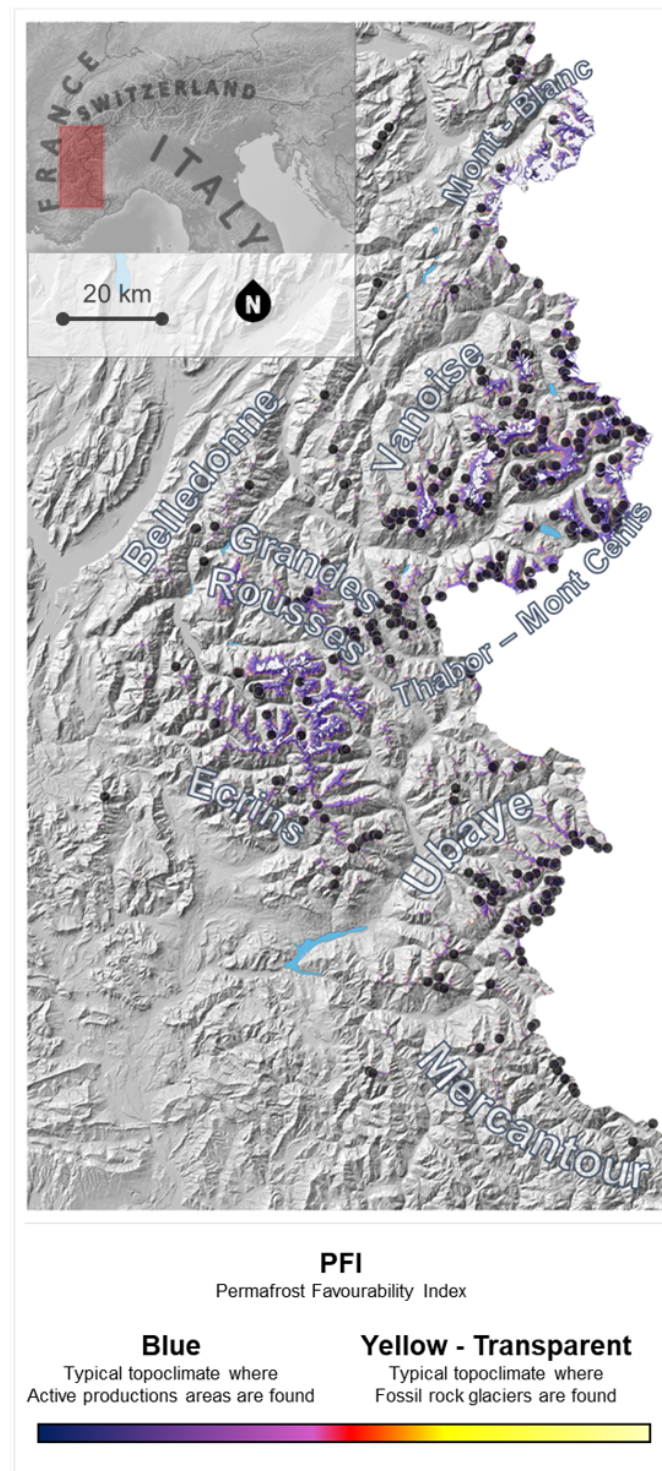 FRANCE
SWITZERLAND
ITALY
20 km
N
Mont - Blanc
Vanoise
Belledonne
Grandes
Rousses
Thabor – Mont Cenis
Ecrins
Ubaye
Mercantour
PFI
Permafrost Favourability Index
Blue
Typical topoclimate where
Active productions areas are found
Yellow - Transparent
Typical topoclimate where
Fossil rock glaciers are found